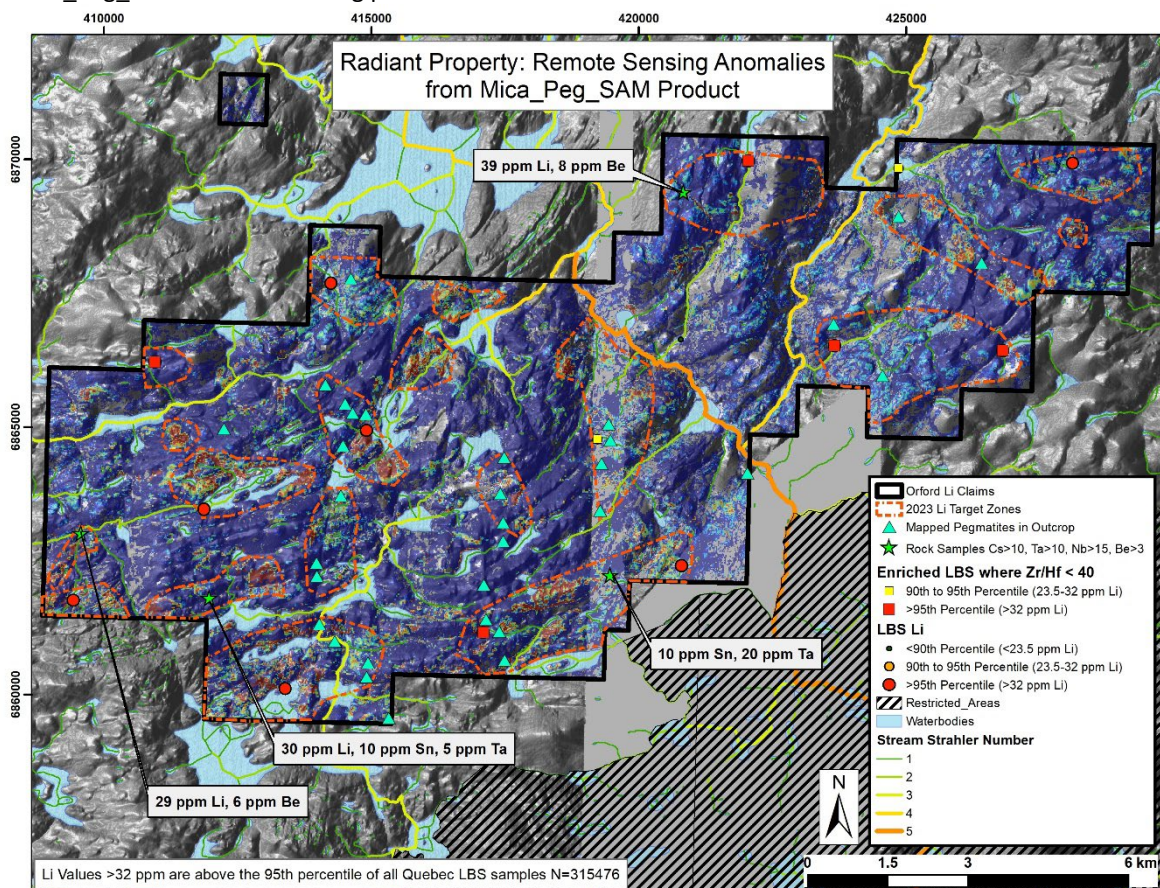 410000
415000
420000
425000
Radiant Property: Remote Sensing Anomalies
from Mica_Peg_SAM Product
6870000
6865000
6860000
39 ppm Li, 8 ppm Be
10 ppm Sn, 20 ppm Ta
30 ppm Li, 10 ppm Sn, 5 ppm Ta
29 ppm Li, 6 ppm Be
Orford Li Claims
2023 Li Target Zones
Mapped Pegmatites in Outcrop
Rock Samples Cs>10, Ta>10, Nb>15, Be>3
Enriched LBS where Zr/Hf < 40
90th to 95th Percentile (23.5-32 ppm Li)
>95th Percentile (>32 ppm Li)
LBS Li
<90th Percentile (<23.5 ppm Li)
90th to 95th Percentile (23.5-32 ppm Li)
>95th Percentile (>32 ppm Li)
Restricted_Areas
Waterbodies
Stream Strahler Number
1
2
3
4
5
N
0 1.5 3 6 km
Li Values >32 ppm are above the 95th percentile of all Quebec LBS samples N=315476